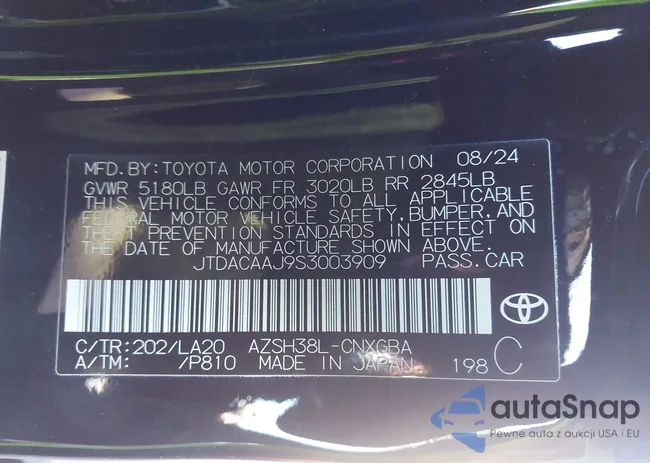 MFD.BY:TOYOTA MOTOR CORPORATION 08/24
GVWR 5180LB GAWR FR 3020LB RR 2845LB
THIS VEHICLE CONFORMS TO ALL APPLICABLE
FEDERAL MOTOR VEHICLE SAFETY,BUMPER,AND
THEFT PREVENTION STANDARDS IN EFFECT ON
THE DATE OF MANUFACTURE SHOWN ABOVE.
JTDACAAJ9S3003909 PASS.CAR
C/TR:202/LA20 AZSH38L-CNXGBA
A/TM: /P810 MADE IN JAPAN 198 C
autaSnap
Pewne auta z aukcji USA i EU